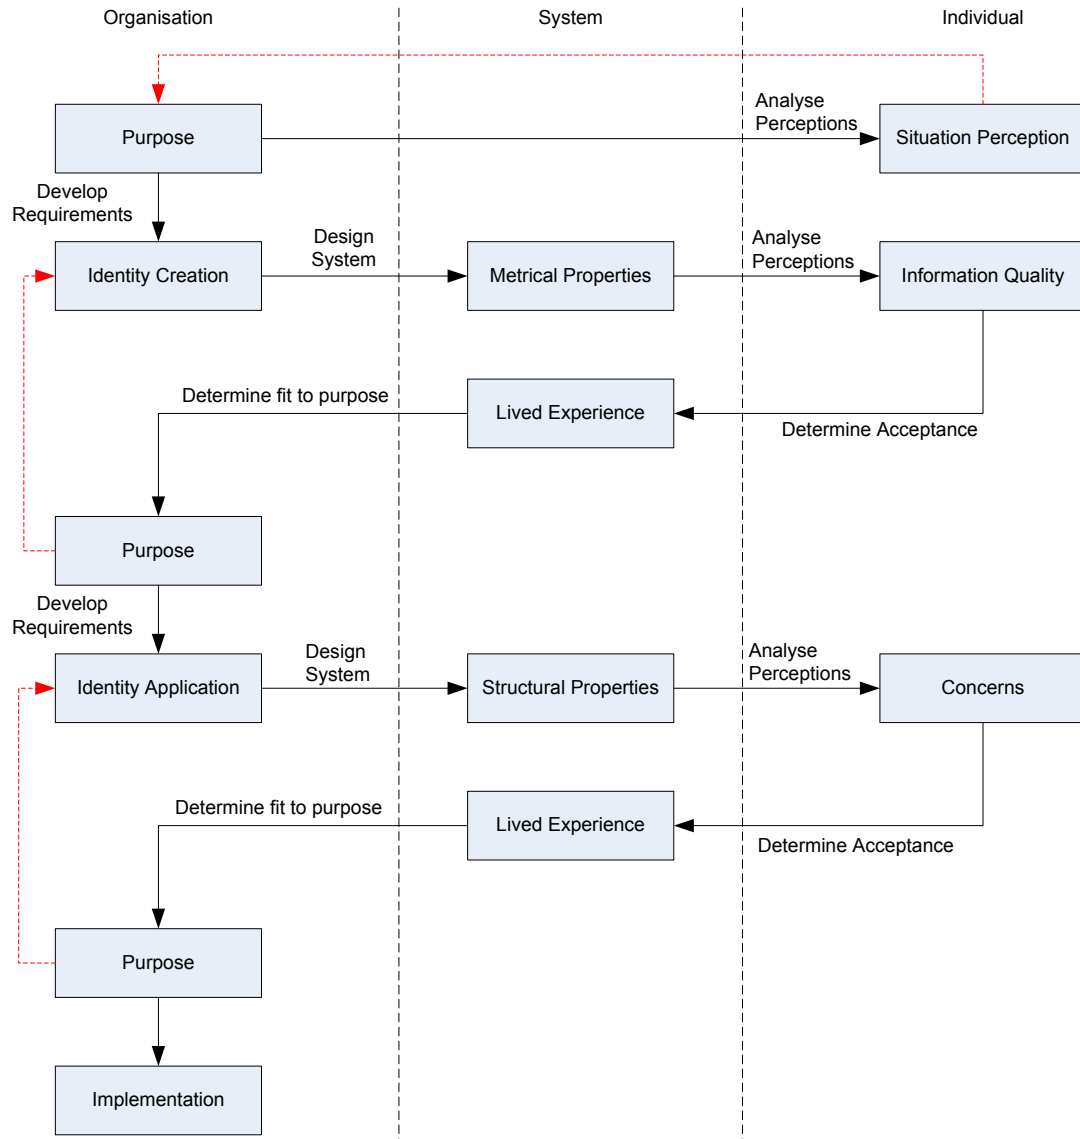 Organisation
System
Individual
Analyse
Perceptions
Purpose
Situation Perception
Develop
Requirements
Design
System
Analyse
Perceptions
Identity Creation
Metrical Properties
Information Quality
Determine fit to purpose
Lived Experience
Determine Acceptance
Purpose
Develop
Requirements
Design
System
Analyse
Perceptions
Identity Application
Structural Properties
Concerns
Determine fit to purpose
Lived Experience
Determine Acceptance
Purpose
Implementation